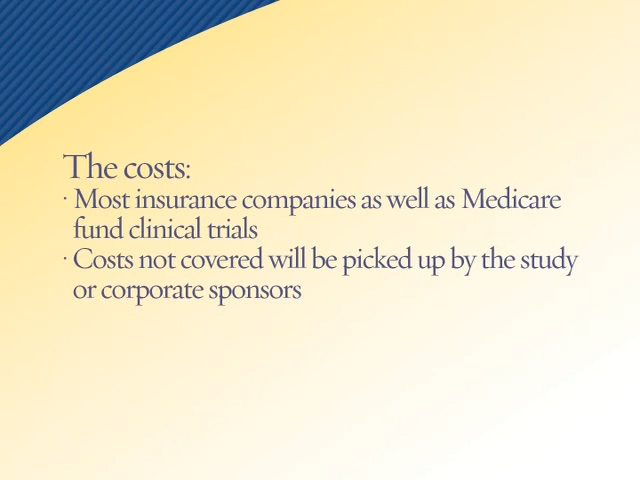 The costs:
· Most insurance companies as well as Medicare
fund clinical trials
· Costs not covered will be picked up by the study
or corporate sponsors